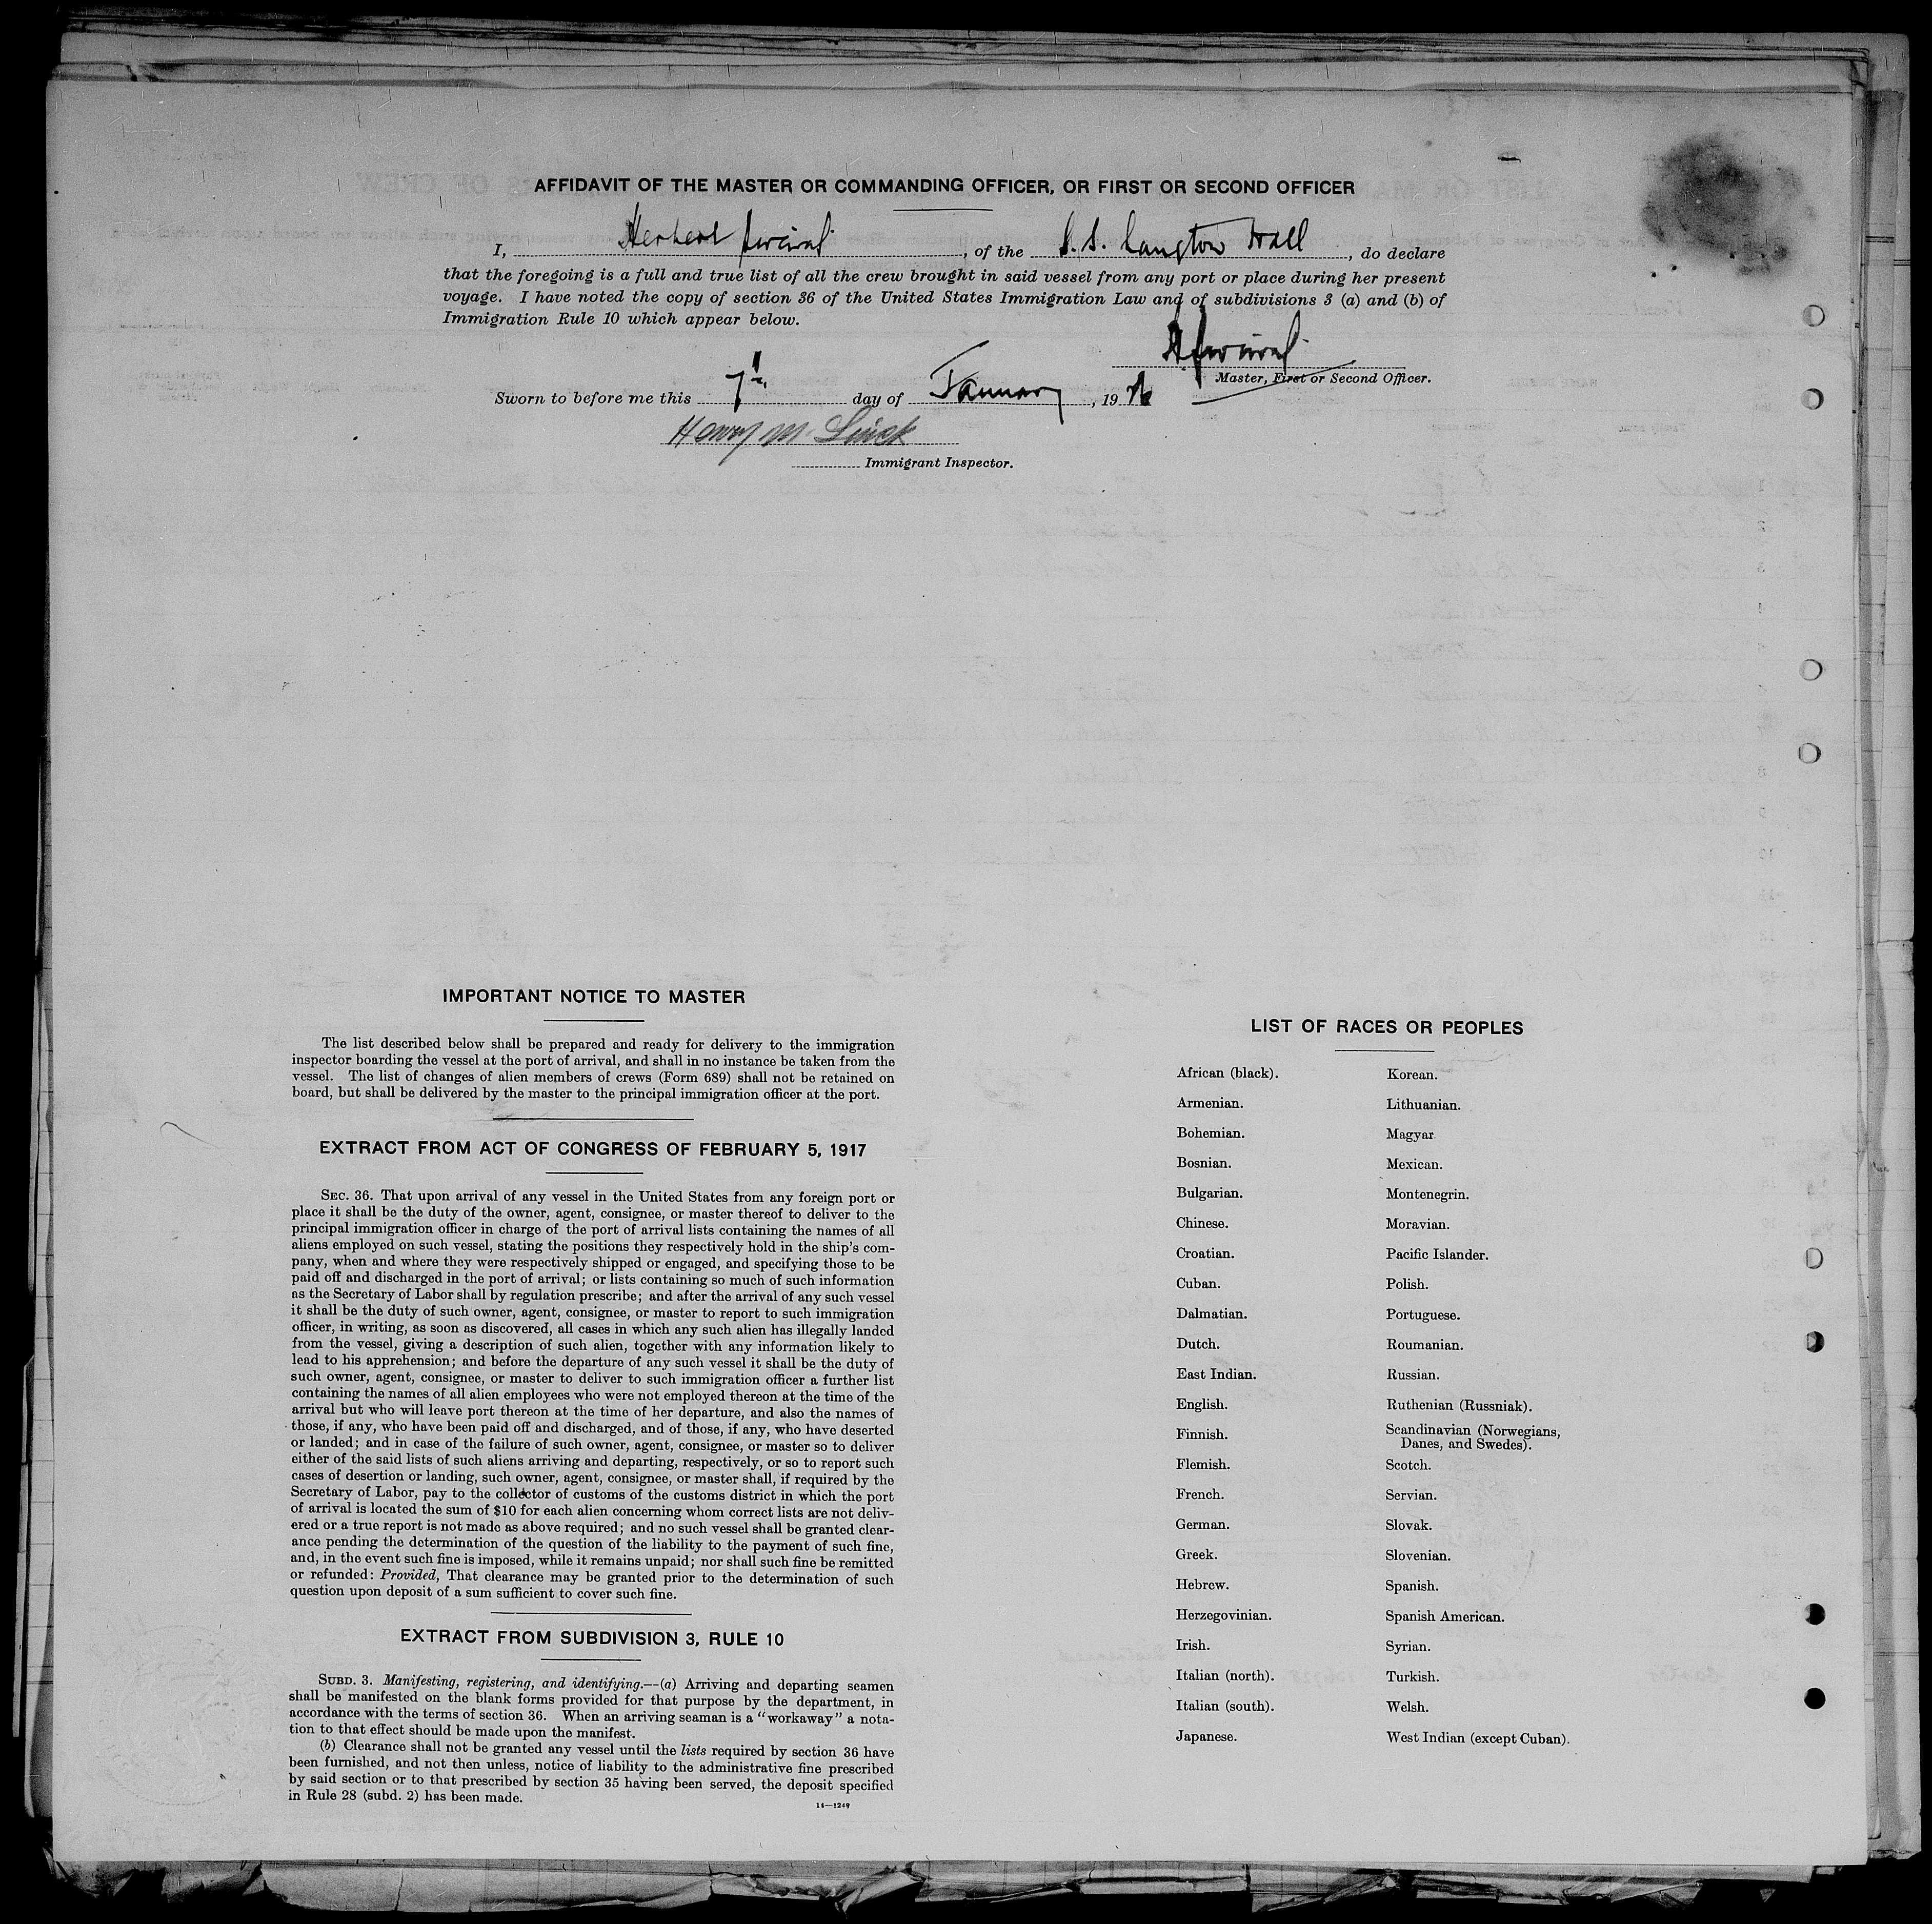 AFFIDAVIT OF THE MASTER OR COMMANDING OFFICER, OR FIRST OR SECOND OFFICER
I, Herbert Percival, of the S.S. Langton Hall, do declare
that the foregoing is a full and true list of all the crew brought in said vessel from any port or place during her present
voyage. I have noted the copy of section 36 of the United States Immigration Law and of subdivisions 3 (a) and (b) of
Immigration Rule 10 which appear below.
H Percival
Master, First or Second Officer.
Sworn to before me this 7th day of January, 19
Henry M.
Immigrant Inspector.
IMPORTANT NOTICE TO MASTER
The list described below shall be prepared and ready for delivery to the immigration
inspector boarding the vessel at the port of arrival, and shall in no instance be taken from the
vessel. The list of changes of alien members of crews (Form 689) shall not be retained on
board, but shall be delivered by the master to the principal immigration officer at the port.
EXTRACT FROM ACT OF CONGRESS OF FEBRUARY 5, 1917
SEC. 36. That upon arrival of any vessel in the United States from any foreign port or
place it shall be the duty of the owner, agent, consignee, or master thereof to deliver to the
principal immigration officer in charge of the port of arrival lists containing the names of all
aliens employed on such vessel, stating the positions they respectively hold in the ship's com-
pany, when and where they were respectively shipped or engaged, and specifying those to be
paid off and discharged in the port of arrival; or lists containing so much of such information
as the Secretary of Labor shall by regulation prescribe; and after the arrival of any such vessel
it shall be the duty of such owner, agent, consignee, or master to report to such immigration
officer, in writing, as soon as discovered, all cases in which any such alien has illegally landed
from the vessel, giving a description of such alien, together with any information likely to
lead to his apprehension; and before the departure of any such vessel it shall be the duty of
such owner, agent, consignee, or master to deliver to such immigration officer a further list
containing the names of all alien employees who were not employed thereon at the time of the
arrival but who will leave port thereon at the time of her departure, and also the names of
those, if any, who have been paid off and discharged, and of those, if any, who have deserted
or landed; and in case of the failure of such owner, agent, consignee, or master so to deliver
either of the said lists of such aliens arriving and departing, respectively, or so to report such
cases of desertion or landing, such owner, agent, consignee, or master shall, if required by the
Secretary of Labor, pay to the collector of customs of the customs district in which the port
of arrival is located the sum of $10 for each alien concerning whom correct lists are not deliv-
ered or a true report is not made as above required; and no such vessel shall be granted clear-
ance pending the determination of the question of the liability to the payment of such fine,
and, in the event such fine is imposed, while it remains unpaid; nor shall such fine be remitted
or refunded: Provided, That clearance may be granted prior to the determination of such
question upon deposit of a sum sufficient to cover such fine.
EXTRACT FROM SUBDIVISION 3, RULE 10
SUBD. 3. Manifesting, registering, and identifying.—(a) Arriving and departing seamen
shall be manifested on the blank forms provided for that purpose by the department, in
accordance with the terms of section 36. When an arriving seaman is a "workaway" a nota-
tion to that effect should be made upon the manifest.
(b) Clearance shall not be granted any vessel until the lists required by section 36 have
been furnished, and not then unless, notice of liability to the administrative fine prescribed
by said section or to that prescribed by section 35 having been served, the deposit specified
in Rule 28 (subd. 2) has been made.
14—1249
LIST OF RACES OR PEOPLES
African (black).
Armenian.
Bohemian.
Bosnian.
Bulgarian.
Chinese.
Croatian.
Cuban.
Dalmatian.
Dutch.
East Indian.
English.
Finnish.
Flemish.
French.
German.
Greek.
Hebrew.
Herzegovinian.
Irish.
Italian (north).
Italian (south).
Japanese.
Korean.
Lithuanian.
Magyar
Mexican.
Montenegrin.
Moravian.
Pacific Islander.
Polish.
Portuguese.
Roumanian.
Russian.
Ruthenian (Russniak).
Scandinavian (Norwegians,
Danes, and Swedes).
Scotch.
Servian.
Slovak.
Slovenian.
Spanish.
Spanish American.
Syrian.
Turkish.
Welsh.
West Indian (except Cuban).